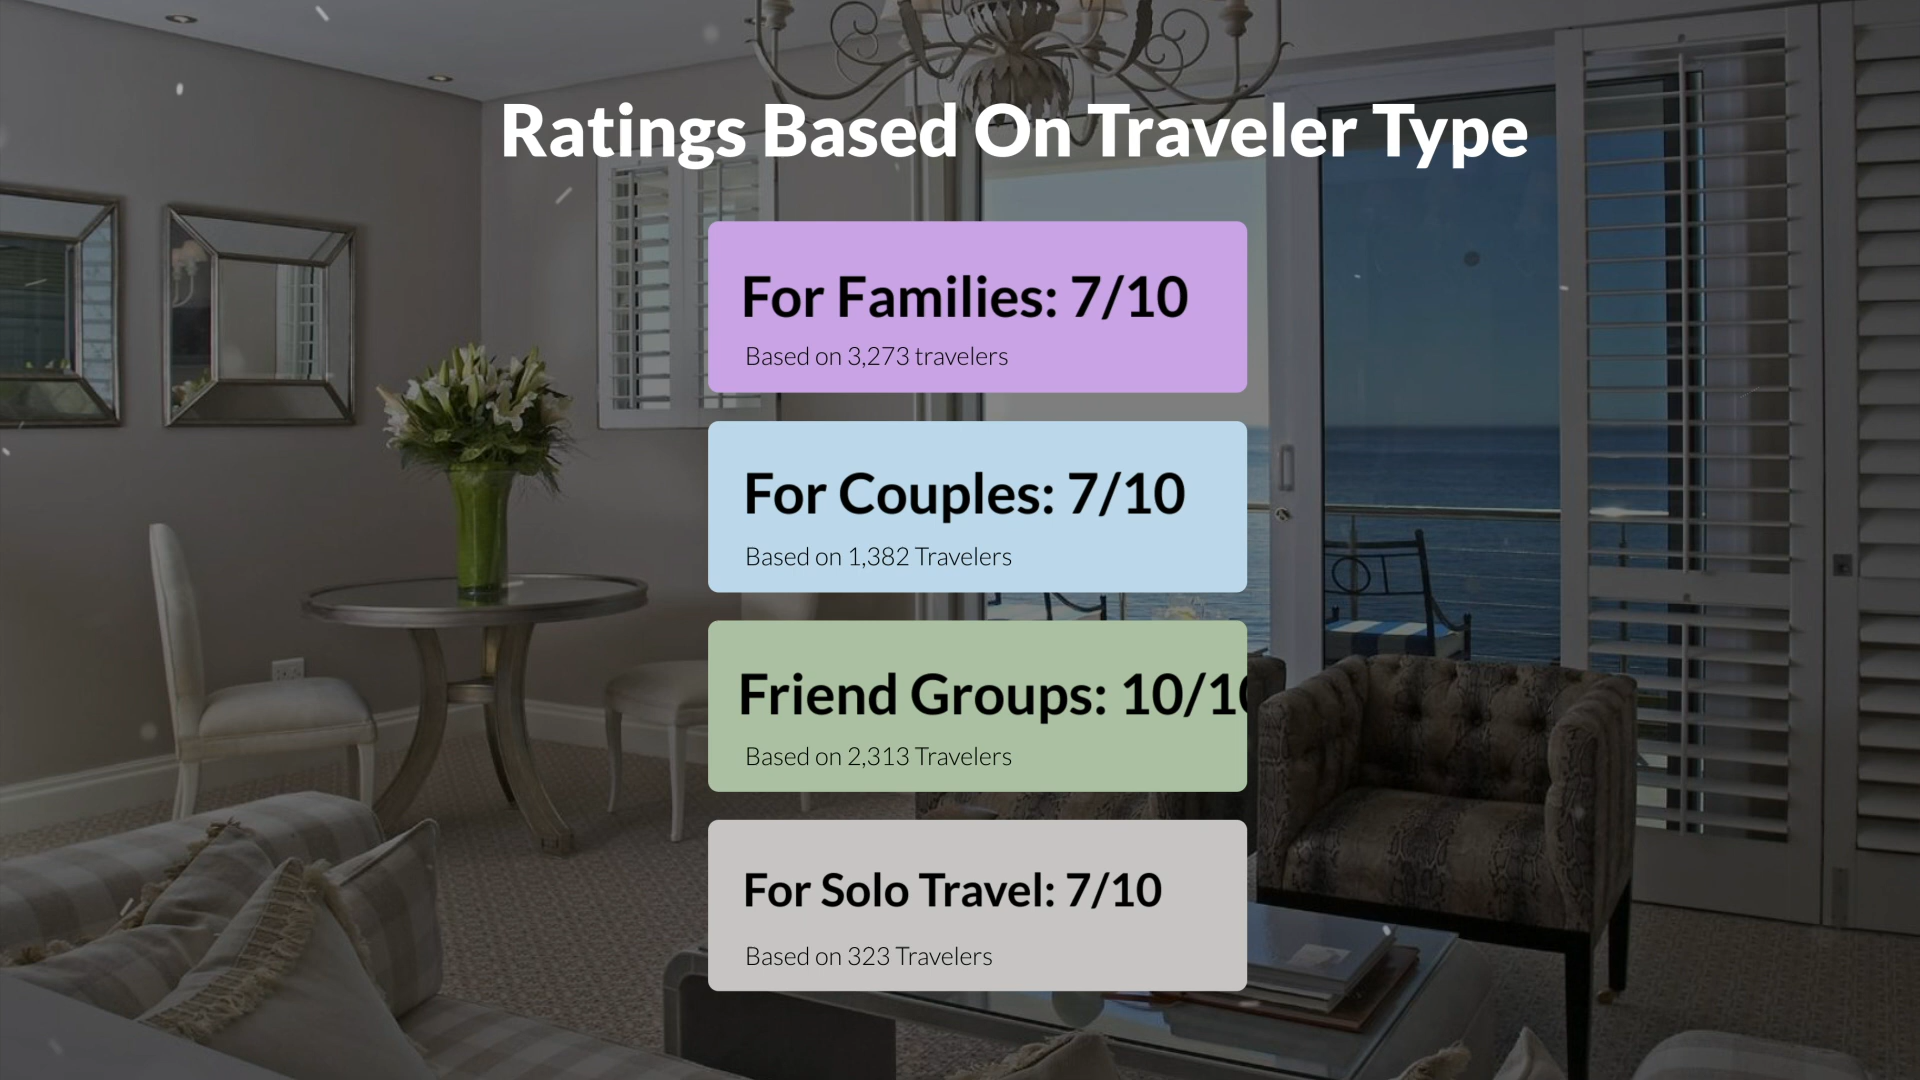 Ratings Based On Traveler Type
For Families: 7/10
Based on 3,273 travelers
For Couples: 7/10
Based on 1,382 Travelers
Friend Groups: 10/10
Based on 2,313 Travelers
For Solo Travel: 7/10
Based on 323 Travelers